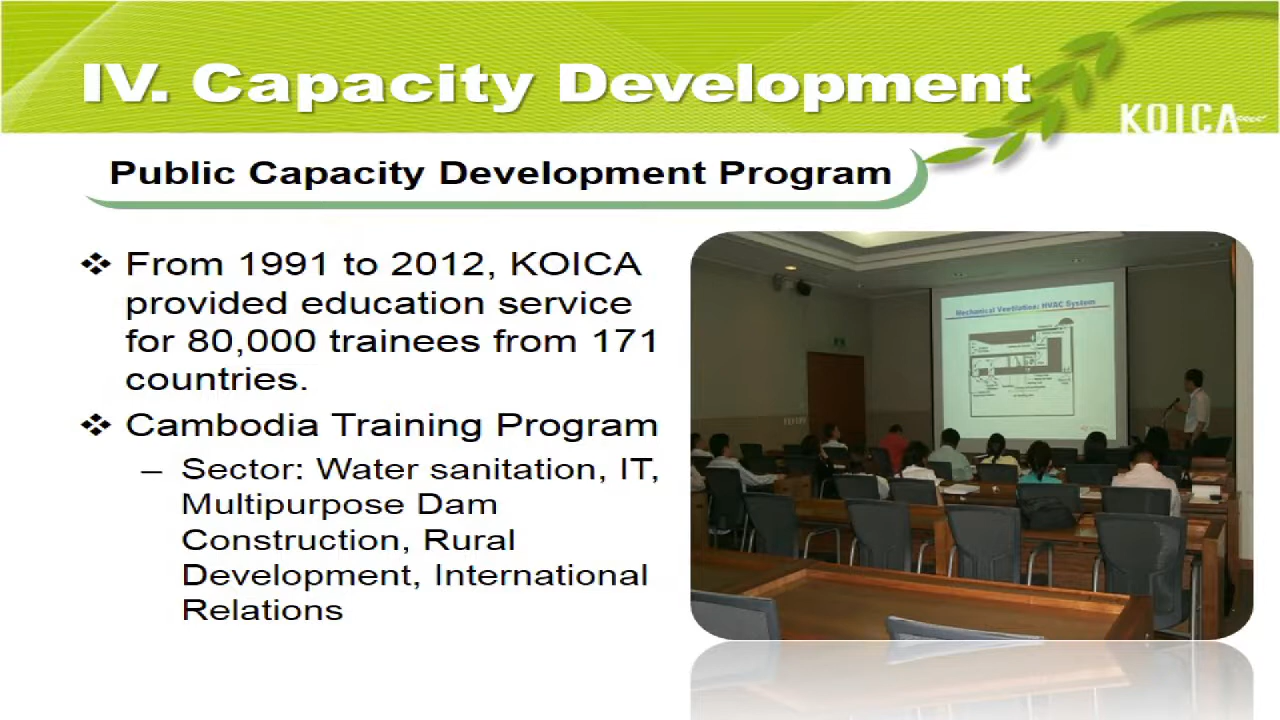 IV. Capacity Development
KOICA
Public Capacity Development Program
❖ From 1991 to 2012, KOICA
provided education service
for 80,000 trainees from 171
countries.
❖ Cambodia Training Program
– Sector: Water sanitation, IT,
Multipurpose Dam
Construction, Rural
Development, International
Relations
Mechanical Ventilation: HVAC System